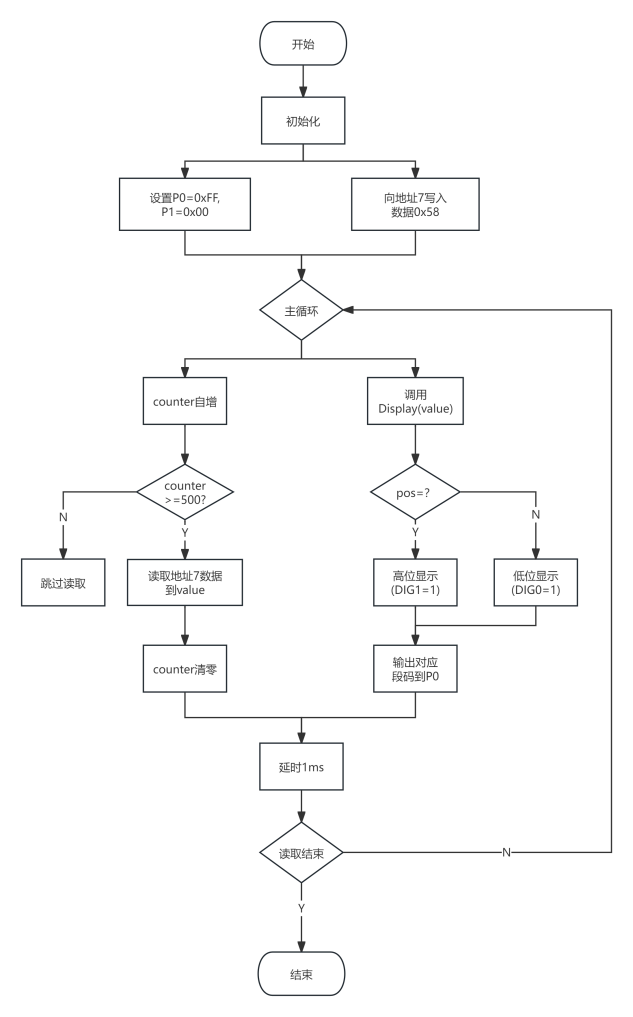 开始
初始化
设置P0=0xFF,
P1=0x00
向地址7写入
数据0x58
主循环
counter自增
调用
Display(value)
counter
>=500?
pos=?
N
Y
Y
N
跳过读取
读取地址7数据
到value
高位显示
(DIG1=1)
低位显示
(DIG0=1)
counter清零
输出对应
段码到P0
延时1ms
读取结束
N
Y
结束